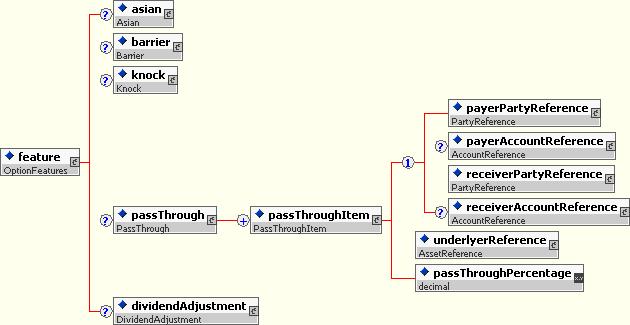 asian
Asian
barrier
Barrier
knock
Knock
feature
OptionFeatures
passThrough
PassThrough
passThroughItem
PassThroughItem
payerPartyReference
PartyReference
payerAccountReference
AccountReference
receiverPartyReference
PartyReference
receiverAccountReference
AccountReference
underlyerReference
AssetReference
passThroughPercentage
decimal
dividendAdjustment
DividendAdjustment